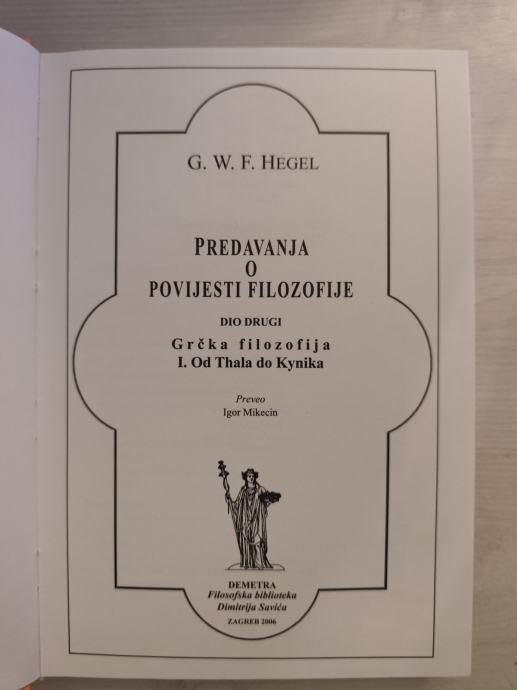 G. W. F. HEGEL
PREDAVANJA
O
POVIJESTI FILOZOFIJE
DIO DRUGI
Grčka filozofija
I. Od Thala do Kynika
Preveo
Igor Mikecin
DEMETRA
Filosofska biblioteka
Dimitrija Savića
ZAGREB 2006